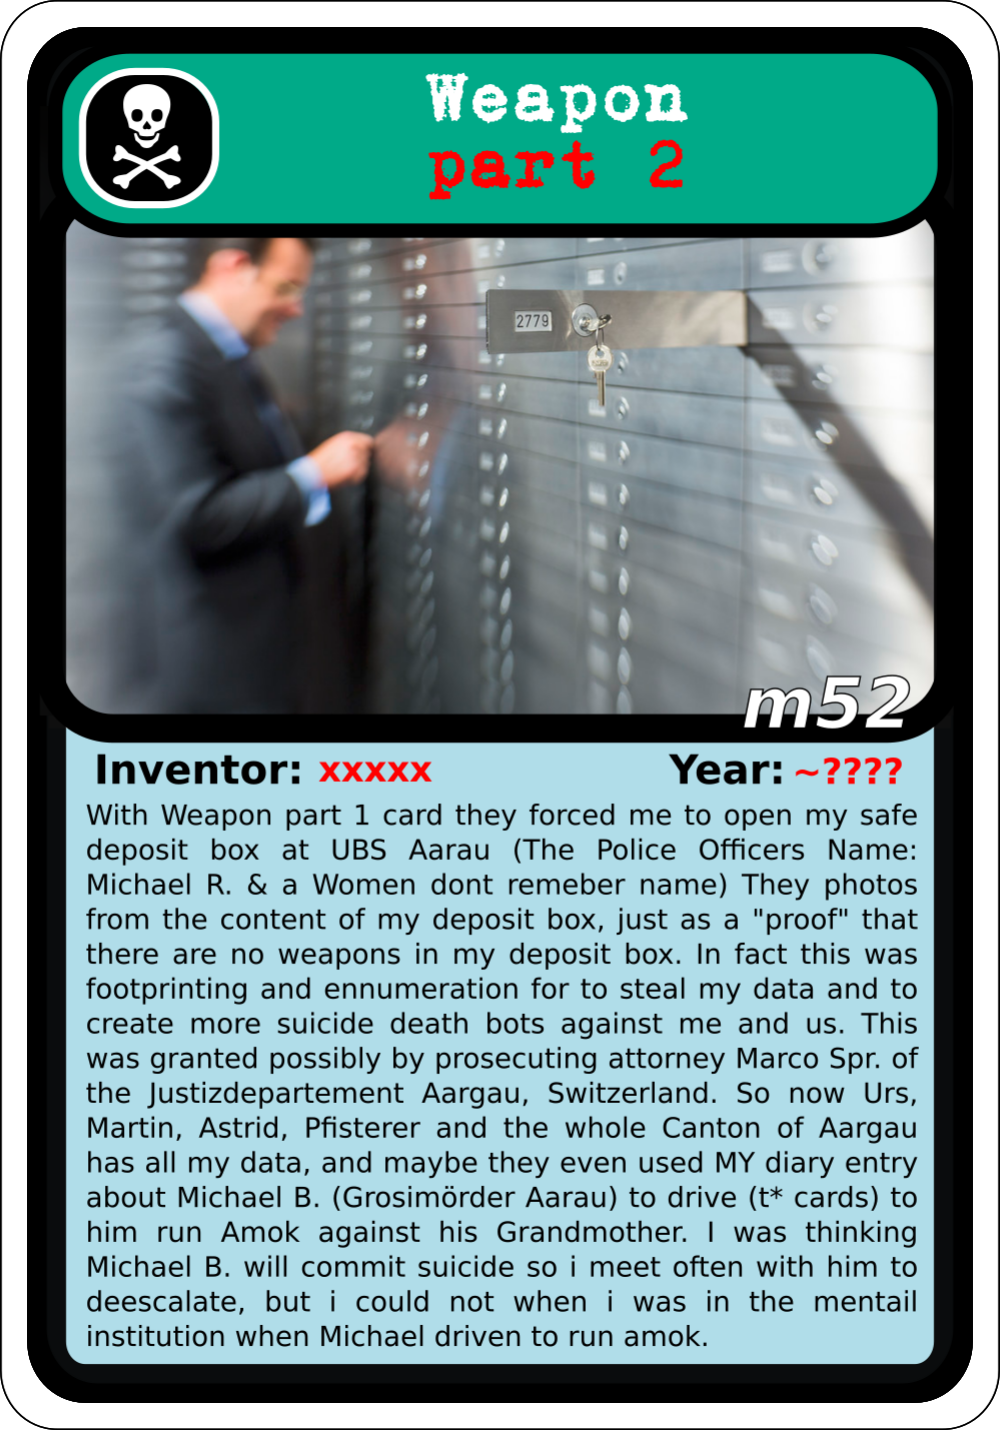 Weapon
part 2
2779
m52
Inventor: xxxxx Year: ~????
With Weapon part 1 card they forced me to open my safe
deposit box at UBS Aarau (The Police Officers Name:
Michael R. & a Women dont remeber name) They photos
from the content of my deposit box, just as a "proof" that
there are no weapons in my deposit box. In fact this was
footprinting and ennumeration for to steal my data and to
create more suicide death bots against me and us. This
was granted possibly by prosecuting attorney Marco Spr. of
the Justizdepartement Aargau, Switzerland. So now Urs,
Martin, Astrid, Pfisterer and the whole Canton of Aargau
has all my data, and maybe they even used MY diary entry
about Michael B. (Grosimörder Aarau) to drive (t* cards) to
him run Amok against his Grandmother. I was thinking
Michael B. will commit suicide so i meet often with him to
deescalate, but i could not when i was in the mentail
institution when Michael driven to run amok.